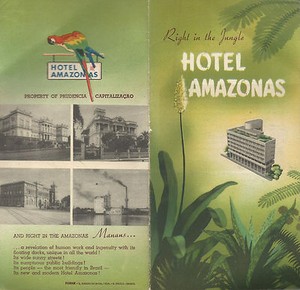 HOTEL
AMAZONAS
PROPERTY OF PRUDENCIA CAPITALIZAÇÃO
AND RIGHT IN THE AMAZONAS Manaus...
...a revelation of human work and ingenuity with its
floating docks, unique in all the world!
Its wide sunny streets!
Its sumptuous public buildings!
Its people — the most friendly in Brazil —
Its new and modern Hotel Amazonas!
Right in the Jungle
HOTEL
AMAZONAS